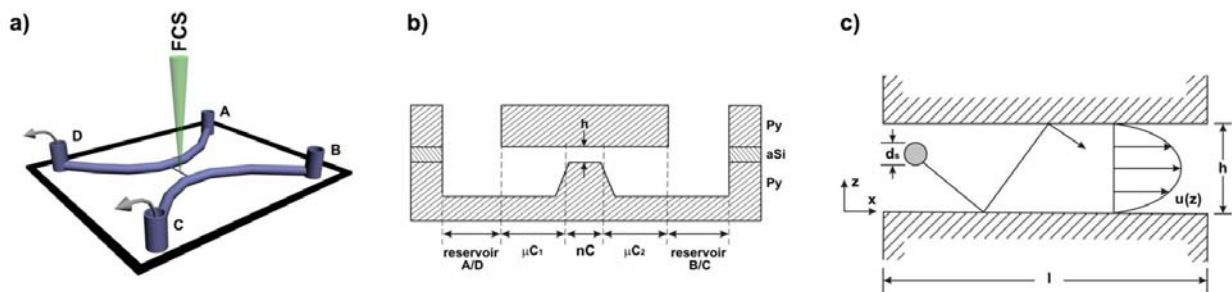 a)
FCS
A
D
B
C
b)
h
Py
aSi
Py
reservoir
A/D
μC₁
nC
μC₂
reservoir
B/C
c)
dₛ
z
x
u(z)
h
l